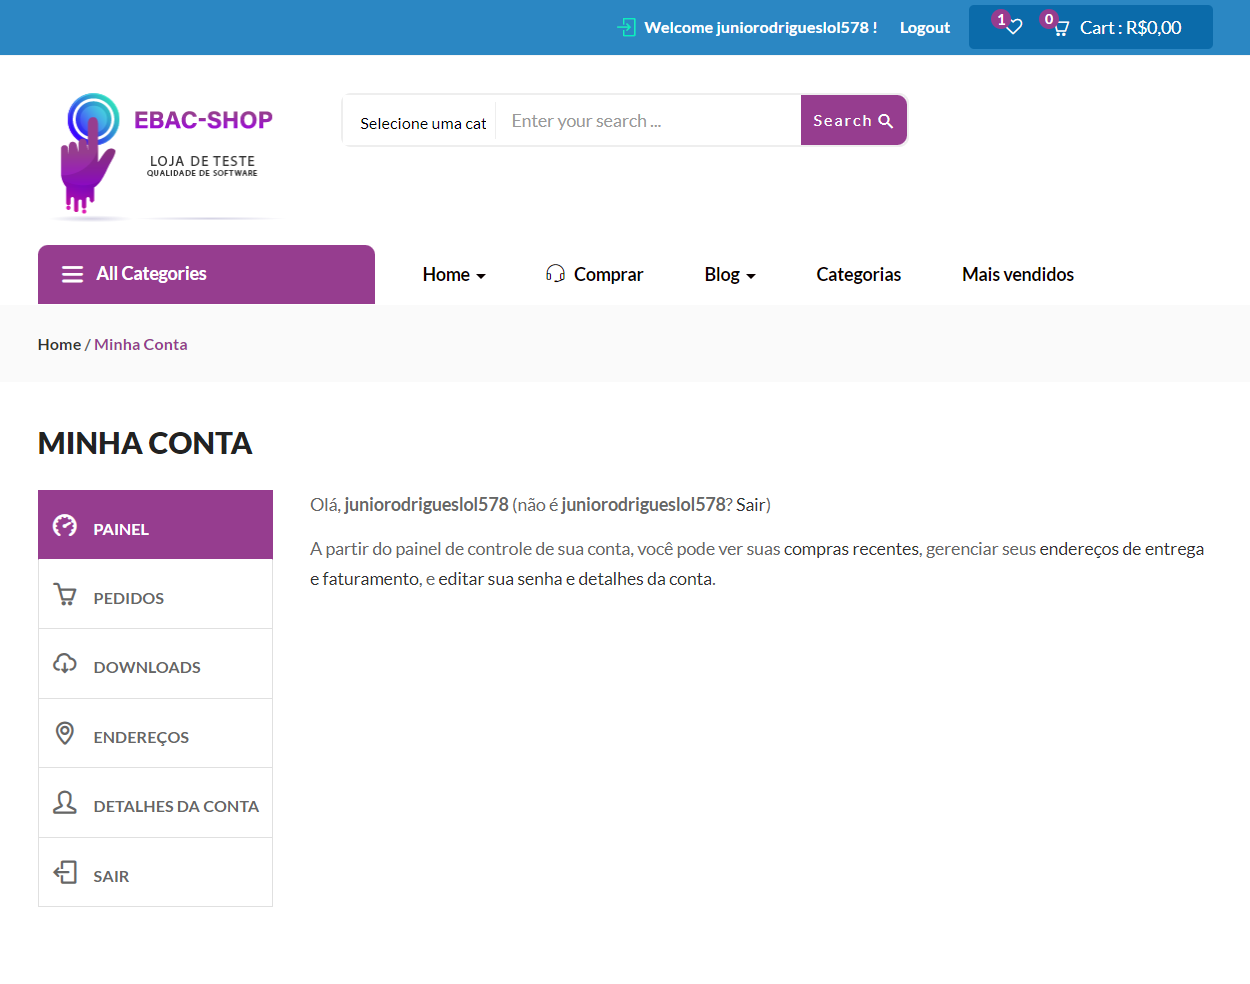 Welcome juniorodrigueslol578 !
Logout
1
0
Cart : R$0,00
EBAC-SHOP
LOJA DE TESTE
QUALIDADE DE SOFTWARE
Selecione uma cat
Enter your search ...
Search
All Categories
Home
Comprar
Blog
Categorias
Mais vendidos
Home / Minha Conta
MINHA CONTA
PAINEL
PEDIDOS
DOWNLOADS
ENDEREÇOS
DETALHES DA CONTA
SAIR
Olá, juniorodrigueslol578 (não é juniorodrigueslol578? Sair)
A partir do painel de controle de sua conta, você pode ver suas compras recentes, gerenciar seus endereços de entrega
e faturamento, e editar sua senha e detalhes da conta.